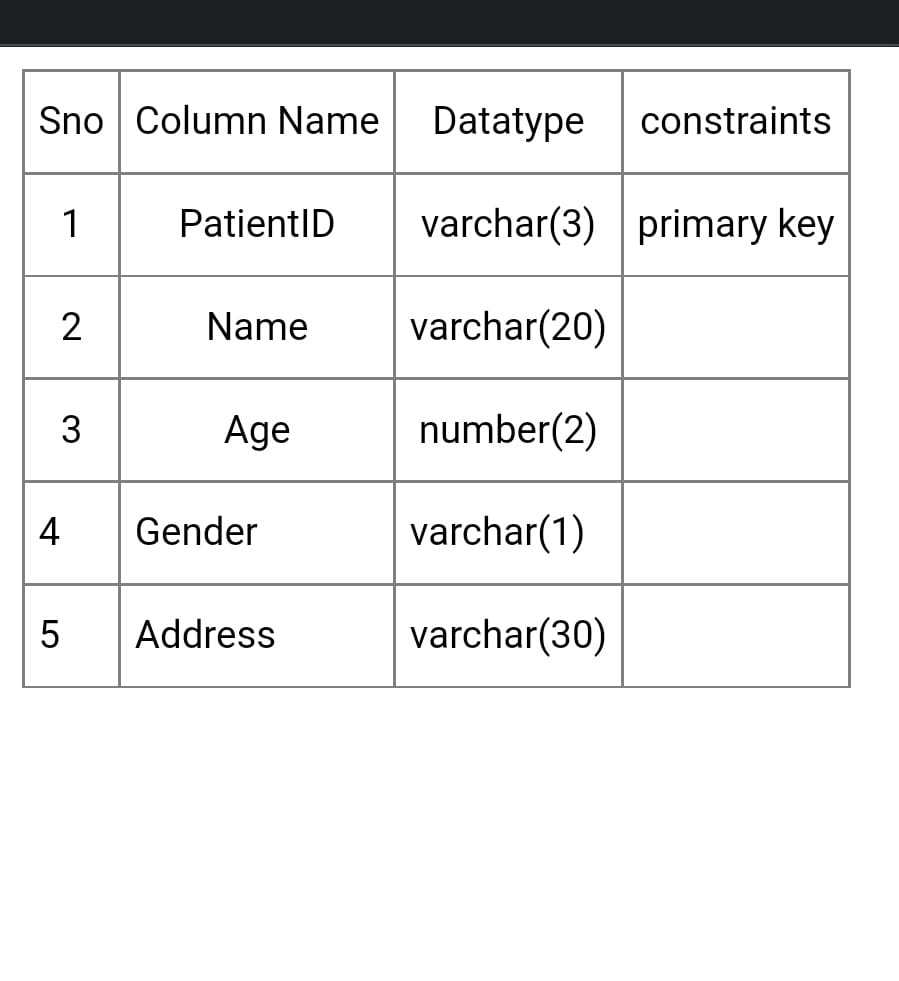 Sno Column Name Datatype constraints
1 PatientID varchar(3) primary key
2 Name varchar(20)
3 Age number(2)
4 Gender varchar(1)
5 Address varchar(30)